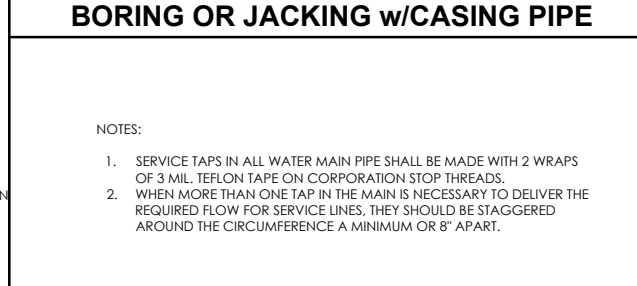 BORING OR JACKING w/CASING PIPE
NOTES:
1. SERVICE TAPS IN ALL WATER MAIN PIPE SHALL BE MADE WITH 2 WRAPS
OF 3 MIL. TEFLON TAPE ON CORPORATION STOP THREADS.
N
2. WHEN MORE THAN ONE TAP IN THE MAIN IS NECESSARY TO DELIVER THE
REQUIRED FLOW FOR SERVICE LINES, THEY SHOULD BE STAGGERED
AROUND THE CIRCUMFERENCE A MINIMUM OR 8" APART.